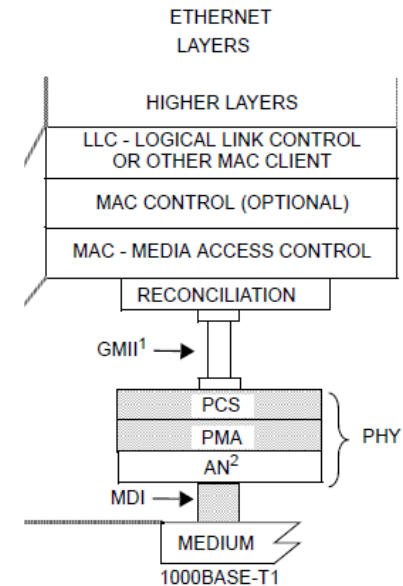 ETHERNET
LAYERS
HIGHER LAYERS
LLC - LOGICAL LINK CONTROL
OR OTHER MAC CLIENT
MAC CONTROL (OPTIONAL)
MAC - MEDIA ACCESS CONTROL
RECONCILIATION
GMII¹
PCS
PMA
PHY
AN²
MDI
MEDIUM
1000BASE-T1